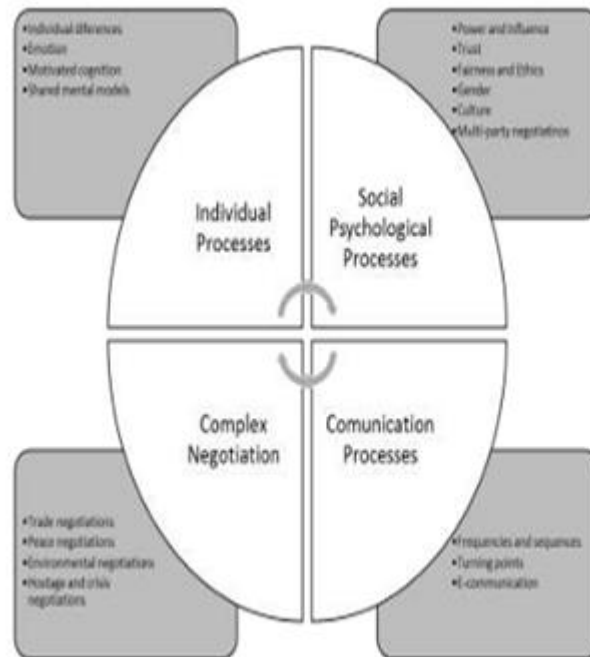 •Individual diferences
•Emotion
•Motivated cognition
•Shared mental models
•Power and Influence
•Trust
•Fairness and Ethics
•Gender
•Culture
•Multi-party negotiatinos
Individual
Processes
Social
Psychological
Processes
Complex
Negotiation
Comunication
Processes
•Trade negotiations
•Peace negotiations
•Environmental negotiations
•Hostage and crisis
negotiations
•Frequencies and sequences
•Turning points
•E-communication